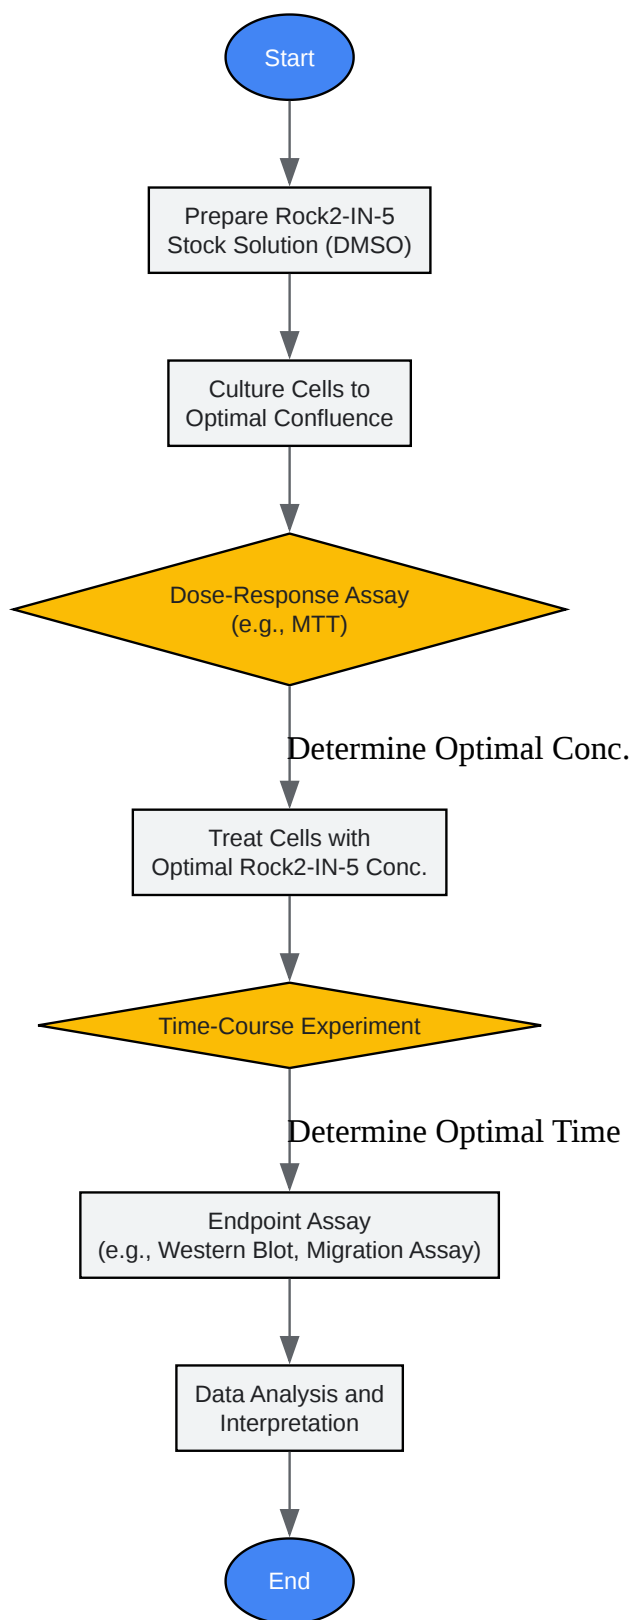 Start
Prepare Rock2-IN-5
Stock Solution (DMSO)
Culture Cells to
Optimal Confluence
Dose-Response Assay
(e.g., MTT)
Determine Optimal Conc.
Treat Cells with
Optimal Rock2-IN-5 Conc.
Time-Course Experiment
Determine Optimal Time
Endpoint Assay
(e.g., Western Blot, Migration Assay)
Data Analysis and
Interpretation
End